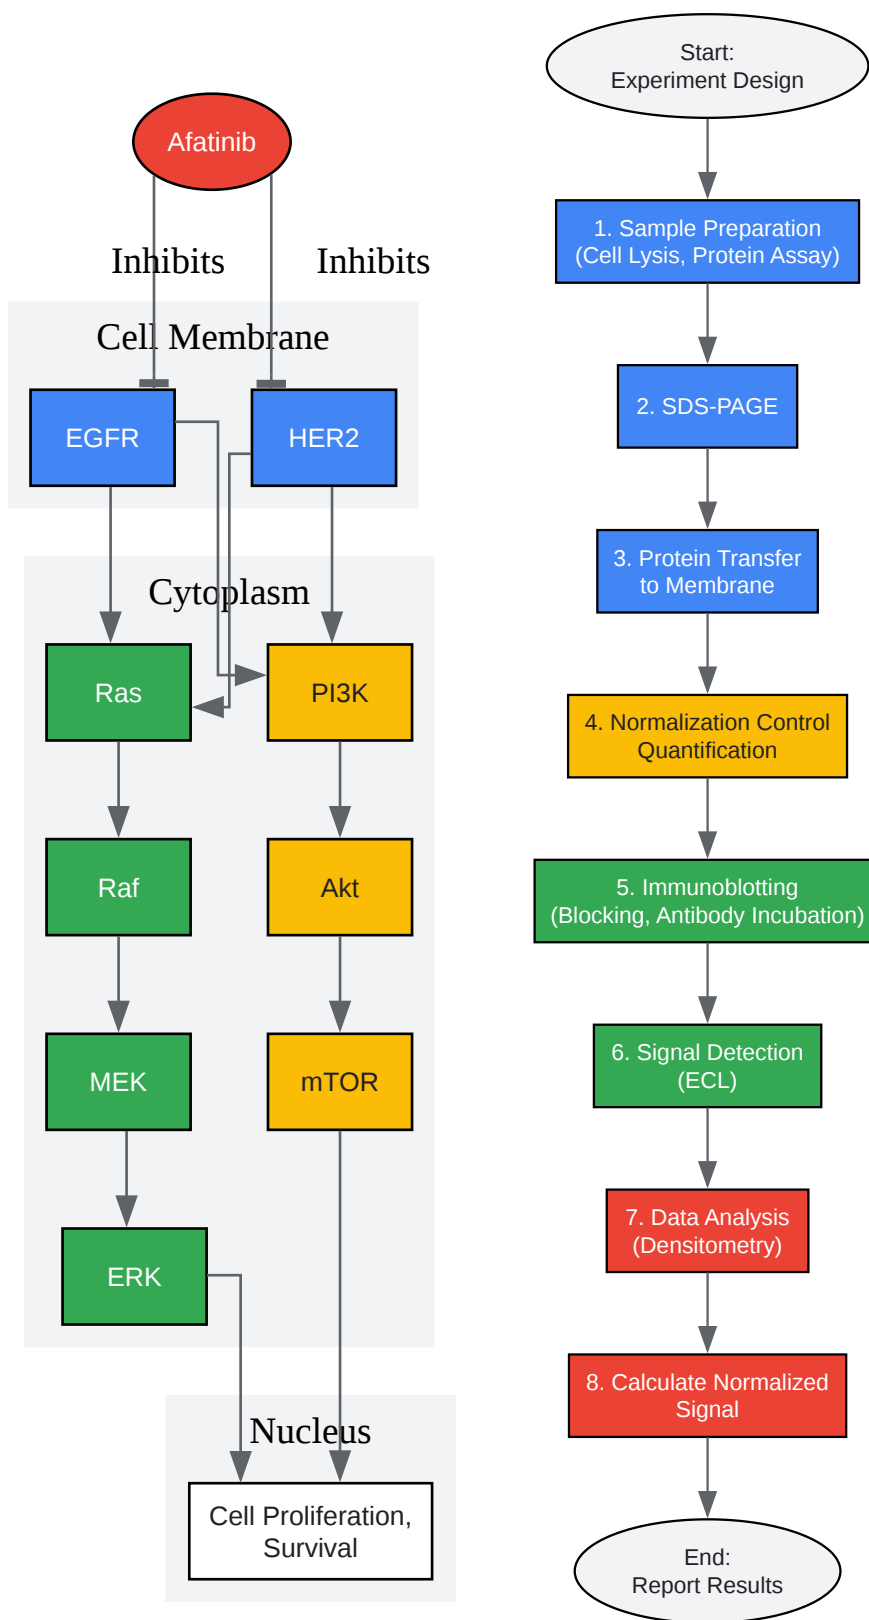 Afatinib
Inhibits
Inhibits
Cell Membrane
EGFR
HER2
Cytoplasm
Ras
PI3K
Raf
Akt
MEK
mTOR
ERK
Nucleus
Cell Proliferation,
Survival
Start:
Experiment Design
1. Sample Preparation
(Cell Lysis, Protein Assay)
2. SDS-PAGE
3. Protein Transfer
to Membrane
4. Normalization Control
Quantification
5. Immunoblotting
(Blocking, Antibody Incubation)
6. Signal Detection
(ECL)
7. Data Analysis
(Densitometry)
8. Calculate Normalized
Signal
End:
Report Results